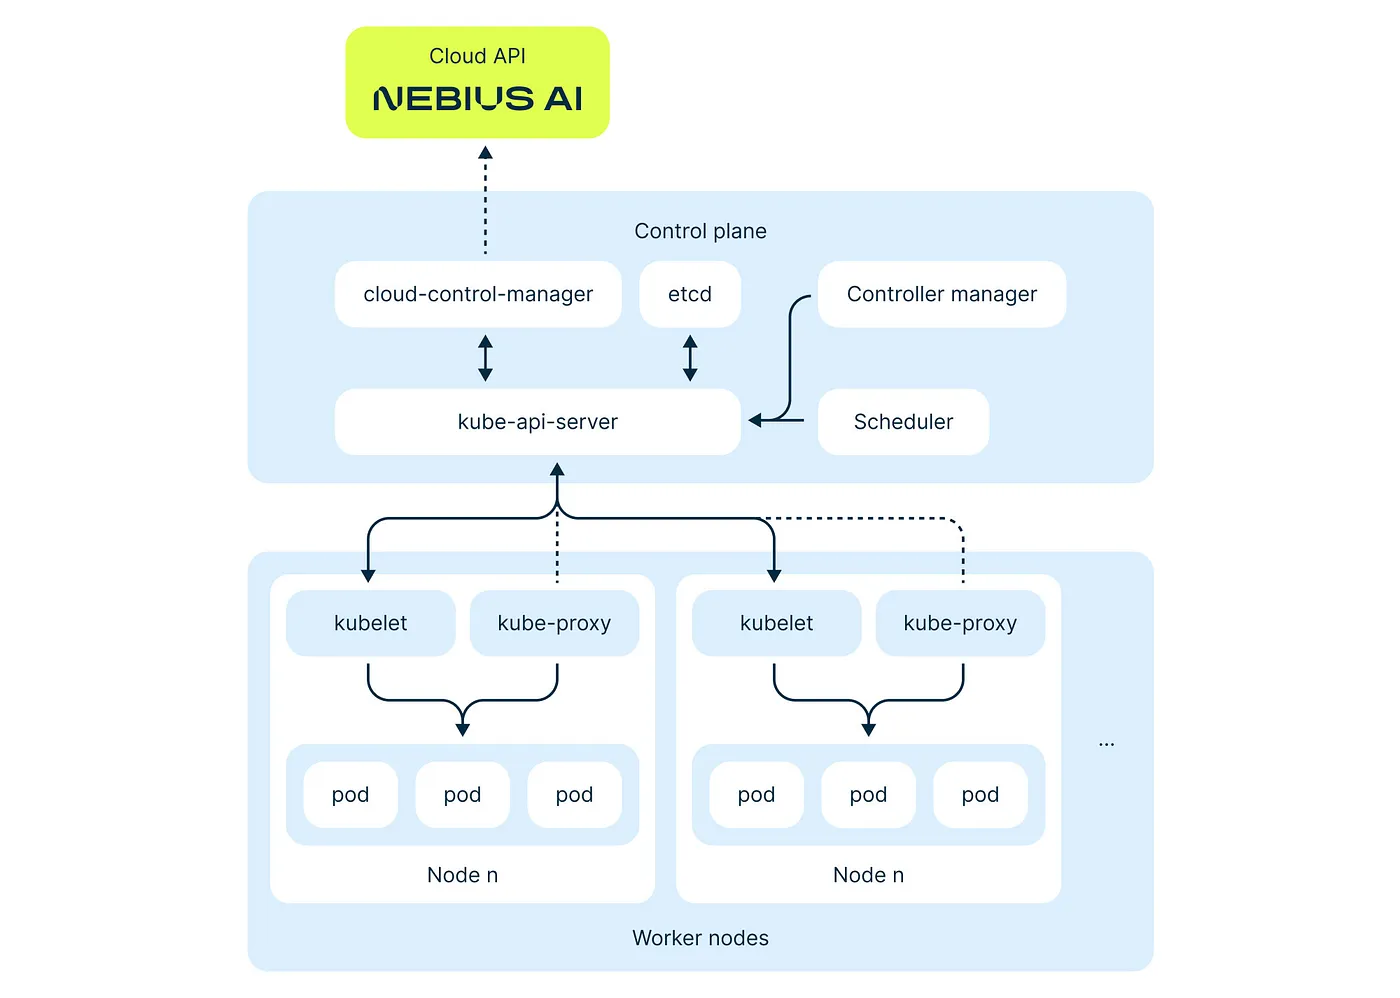 Cloud API
NEBIUS AI
Control plane
cloud-control-manager
etcd
Controller manager
kube-api-server
Scheduler
kubelet
kube-proxy
kubelet
kube-proxy
...
pod
pod
pod
pod
pod
pod
Node n
Node n
Worker nodes